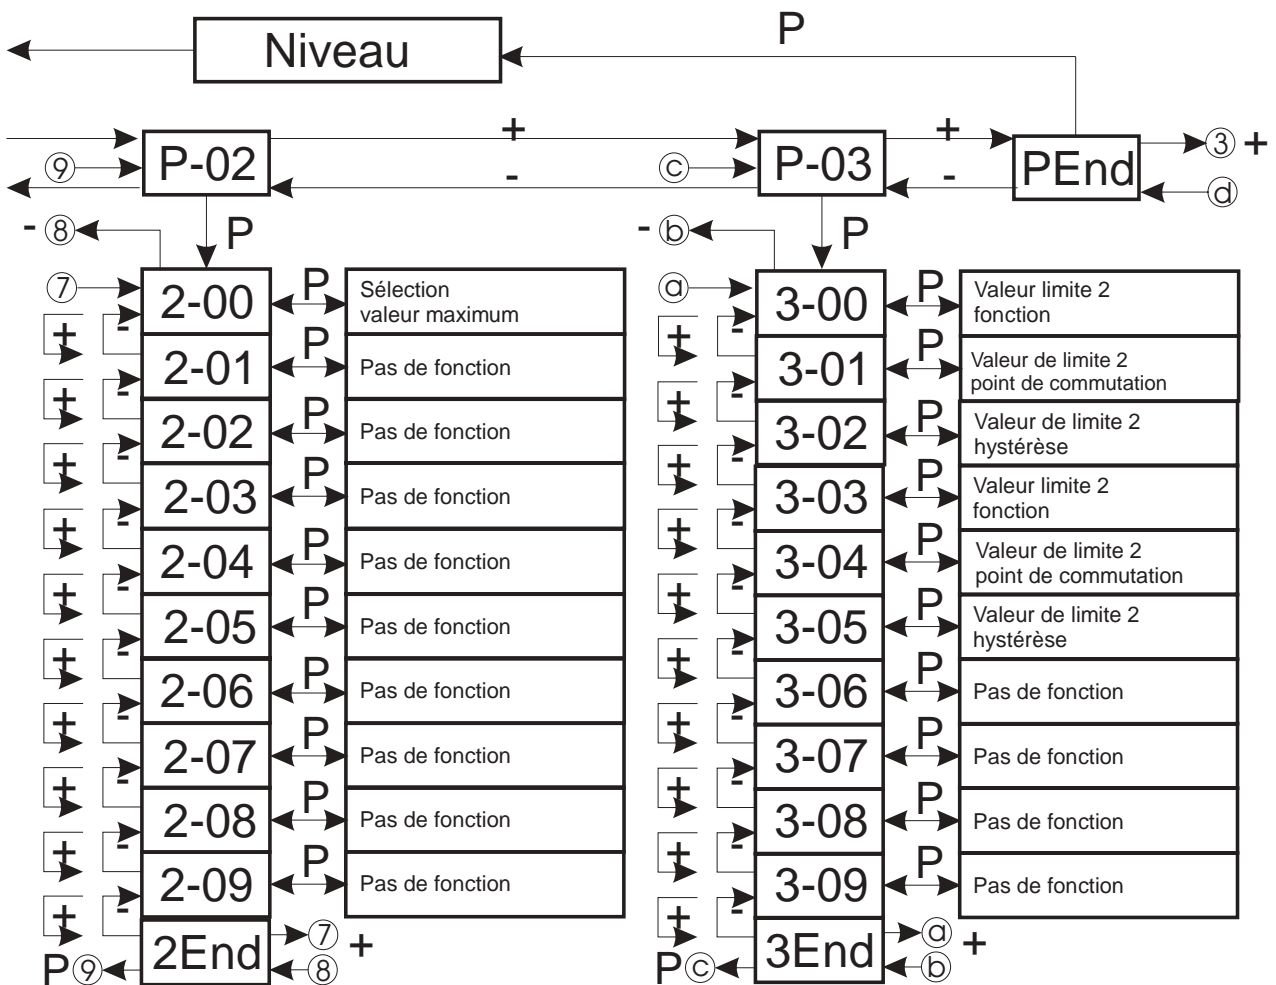 P
Niveau
+ +
P-02 P-03 PEnd 3 +
9 c
- - d
- 8 P - b P
7 2-00 P Sélection
valeur maximum
+ -
2-01 P Pas de fonction
+ -
2-02 P Pas de fonction
+ -
2-03 P Pas de fonction
+ -
2-04 P Pas de fonction
+ -
2-05 P Pas de fonction
+ -
2-06 P Pas de fonction
+ -
2-07 P Pas de fonction
+ -
2-08 P Pas de fonction
+ -
2-09 P Pas de fonction
+ -
2End 7 +
P 9 8
a 3-00 P Valeur limite 2
fonction
+ -
3-01 P Valeur de limite 2
point de commutation
+ -
3-02 P Valeur de limite 2
hystérèse
+ -
3-03 P Valeur limite 2
fonction
+ -
3-04 P Valeur de limite 2
point de commutation
+ -
3-05 P Valeur de limite 2
hystérèse
+ -
3-06 P Pas de fonction
+ -
3-07 P Pas de fonction
+ -
3-08 P Pas de fonction
+ -
3-09 P Pas de fonction
+ -
3End a +
P c b